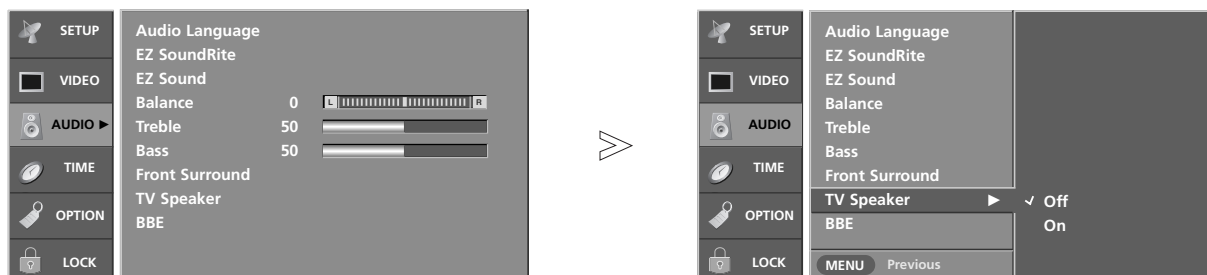 SETUP
VIDEO
AUDIO ►
TIME
OPTION
LOCK
Audio Language
EZ SoundRite
EZ Sound
Balance 0 L R
Treble 50
Bass 50
Front Surround
TV Speaker
BBE
SETUP
VIDEO
AUDIO
TIME
OPTION
LOCK
Audio Language
EZ SoundRite
EZ Sound
Balance
Treble
Bass
Front Surround
TV Speaker ►
BBE
MENU Previous
✓ Off
On